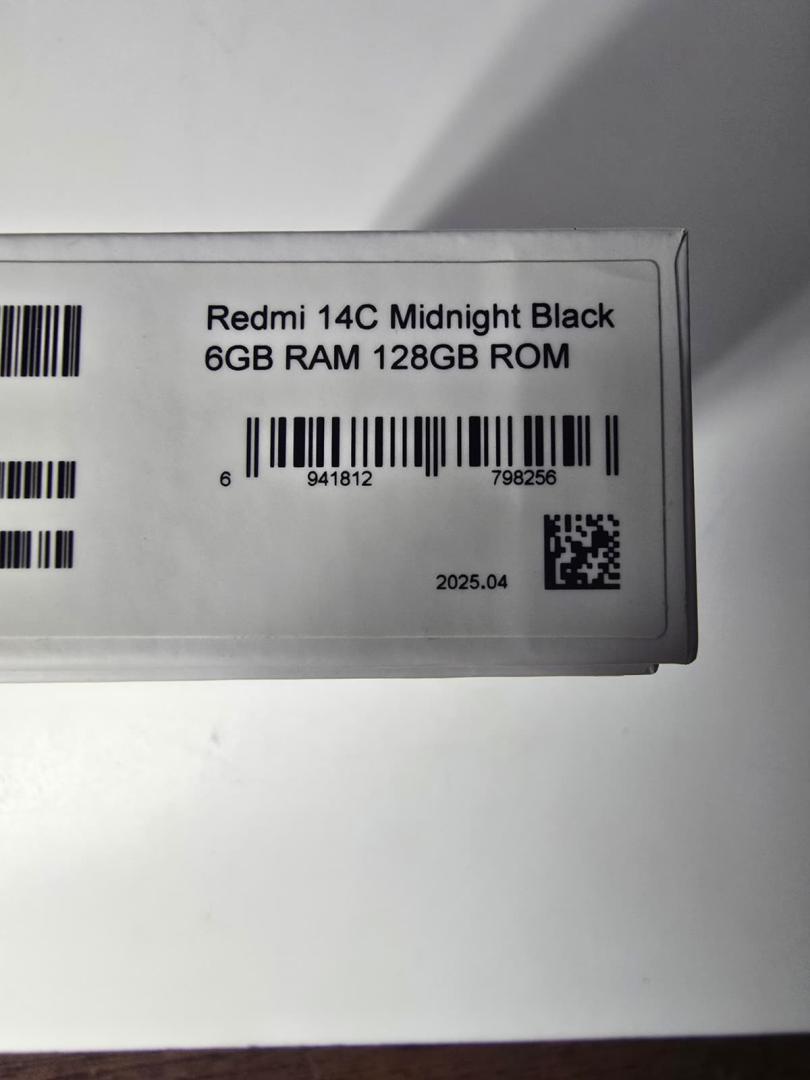 Redmi 14C Midnight Black
6GB RAM 128GB ROM
6 941812 798256
2025.04